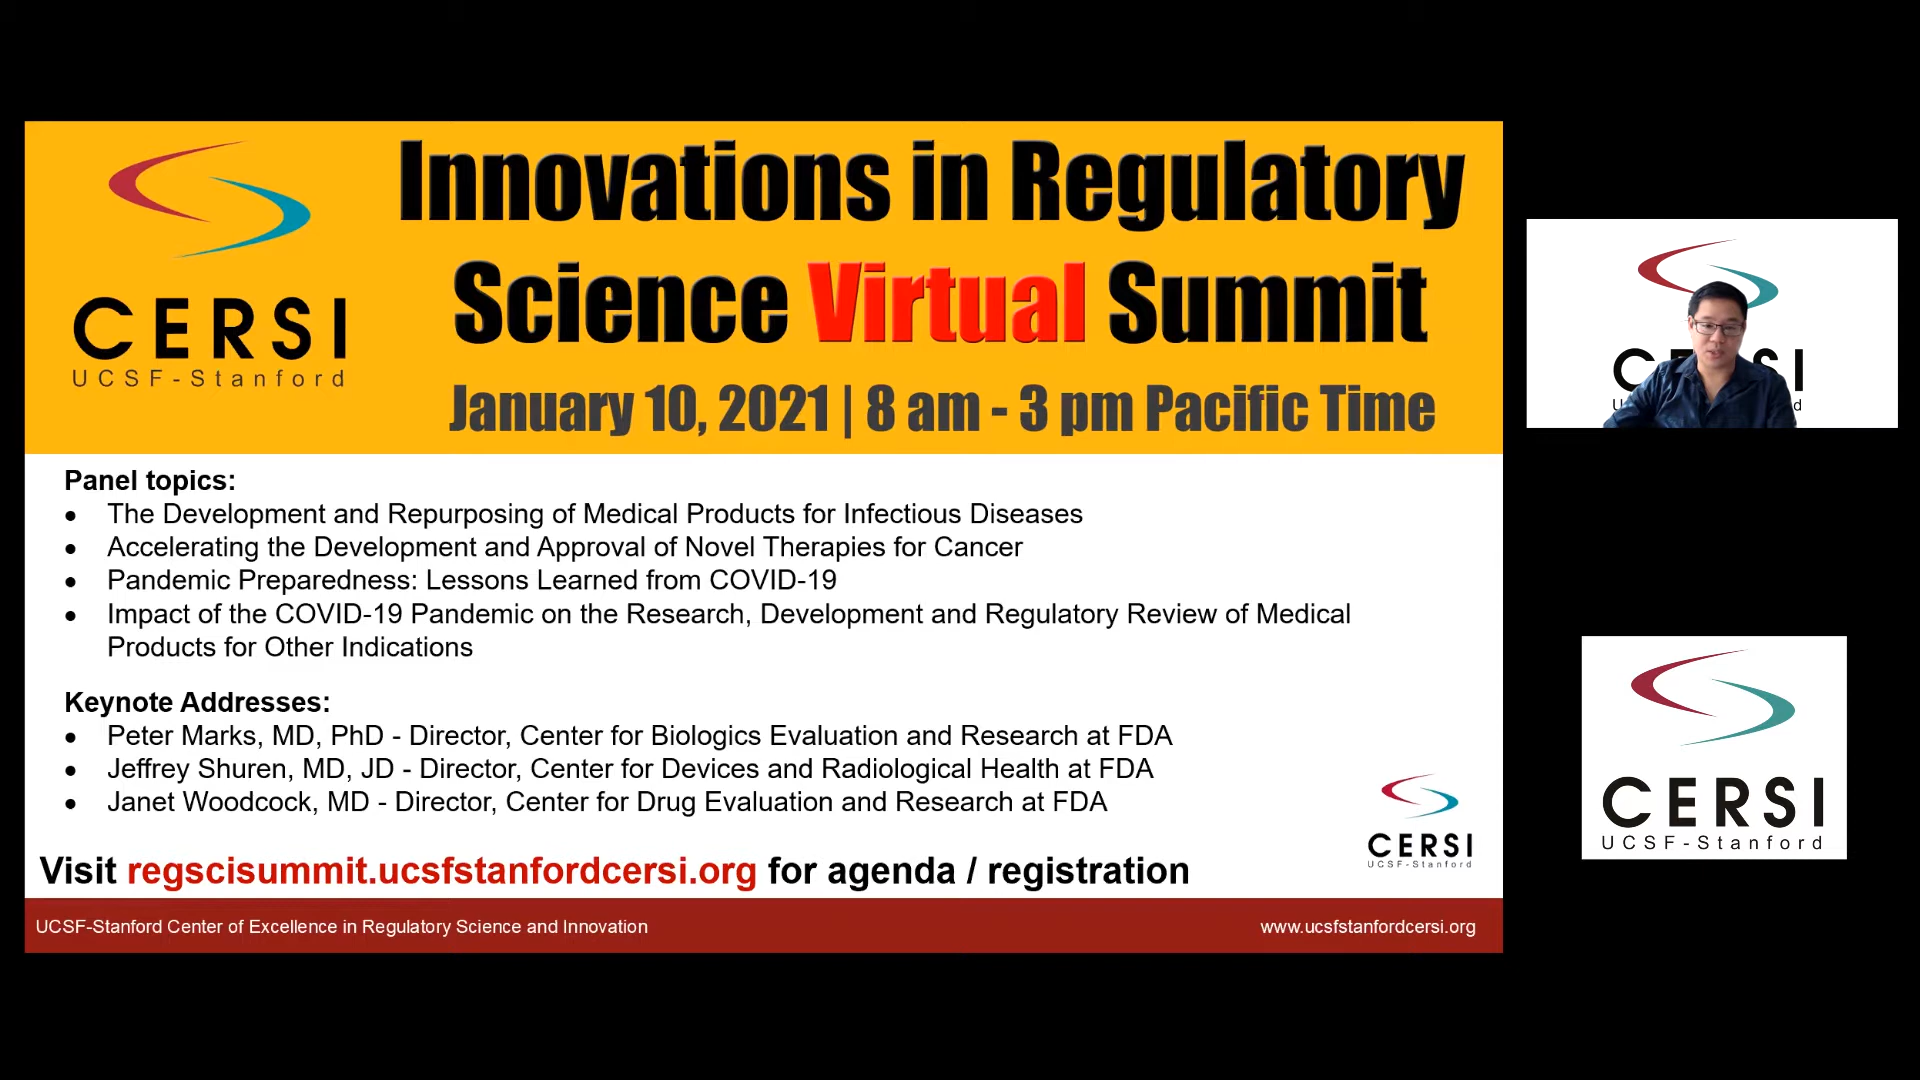 CERSI
UCSF-Stanford
Innovations in Regulatory
Science Virtual Summit
January 10, 2021 | 8 am - 3 pm Pacific Time
Panel topics:
• The Development and Repurposing of Medical Products for Infectious Diseases
• Accelerating the Development and Approval of Novel Therapies for Cancer
• Pandemic Preparedness: Lessons Learned from COVID-19
• Impact of the COVID-19 Pandemic on the Research, Development and Regulatory Review of Medical
Products for Other Indications
Keynote Addresses:
• Peter Marks, MD, PhD - Director, Center for Biologics Evaluation and Research at FDA
• Jeffrey Shuren, MD, JD - Director, Center for Devices and Radiological Health at FDA
• Janet Woodcock, MD - Director, Center for Drug Evaluation and Research at FDA
CERSI
UCSF-Stanford
Visit regscisummit.ucsfstanfordcersi.org for agenda / registration
UCSF-Stanford Center of Excellence in Regulatory Science and Innovation
www.ucsfstanfordcersi.org
CERSI
UCSF-Stanford